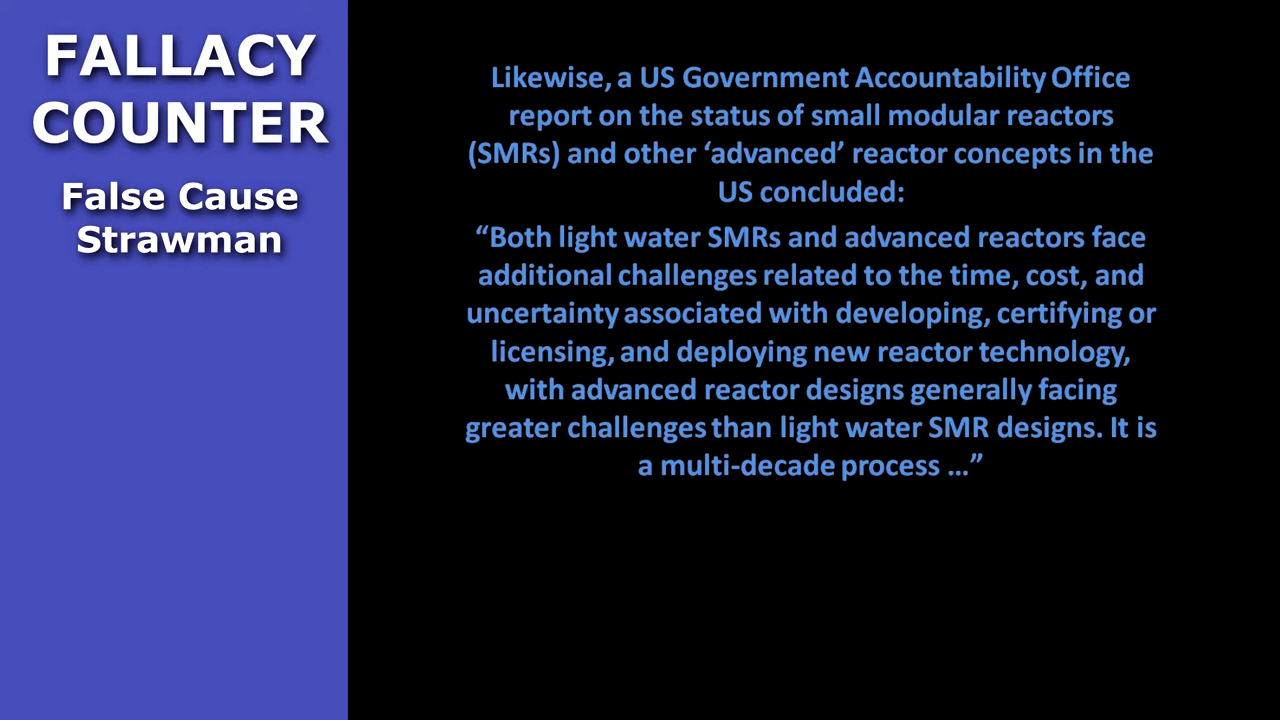 FALLACY
COUNTER
False Cause
Strawman
Likewise, a US Government Accountability Office
report on the status of small modular reactors
(SMRs) and other ‘advanced’ reactor concepts in the
US concluded:
“Both light water SMRs and advanced reactors face
additional challenges related to the time, cost, and
uncertainty associated with developing, certifying or
licensing, and deploying new reactor technology,
with advanced reactor designs generally facing
greater challenges than light water SMR designs. It is
a multi-decade process ...”